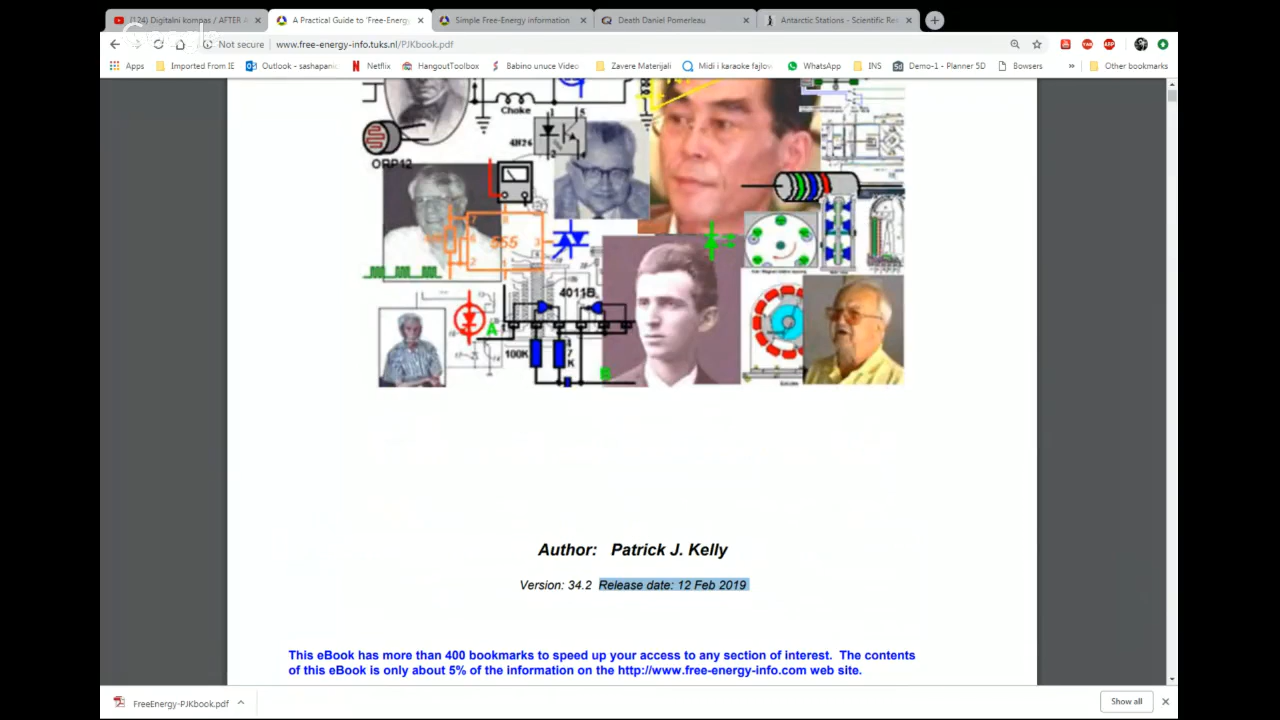 (124) Digitalni kompas / AFTER A
A Practical Guide to 'Free-Energy
Simple Free-Energy information
Death Daniel Pomerleau
Antarctic Stations - Scientific Re
Google
Not secure
www.free-energy-info.tuks.nl/PJKbook.pdf
Apps
Imported From IE
Outlook - sashapanic
Netflix
HangoutToolbox
Babino unuce Video
Zavere Materijali
Midi i karaoke fajlov
WhatsApp
INS
Demo-1 - Planner 5D
Bowsers
»
Other bookmarks
Choke
4N26
ORP12
555
4011B
A
100K
B
Author: Patrick J. Kelly
Version: 34.2 Release date: 12 Feb 2019
This eBook has more than 400 bookmarks to speed up your access to any section of interest. The contents
of this eBook is only about 5% of the information on the http://www.free-energy-info.com web site.
FreeEnergy-PJKbook.pdf
Show all